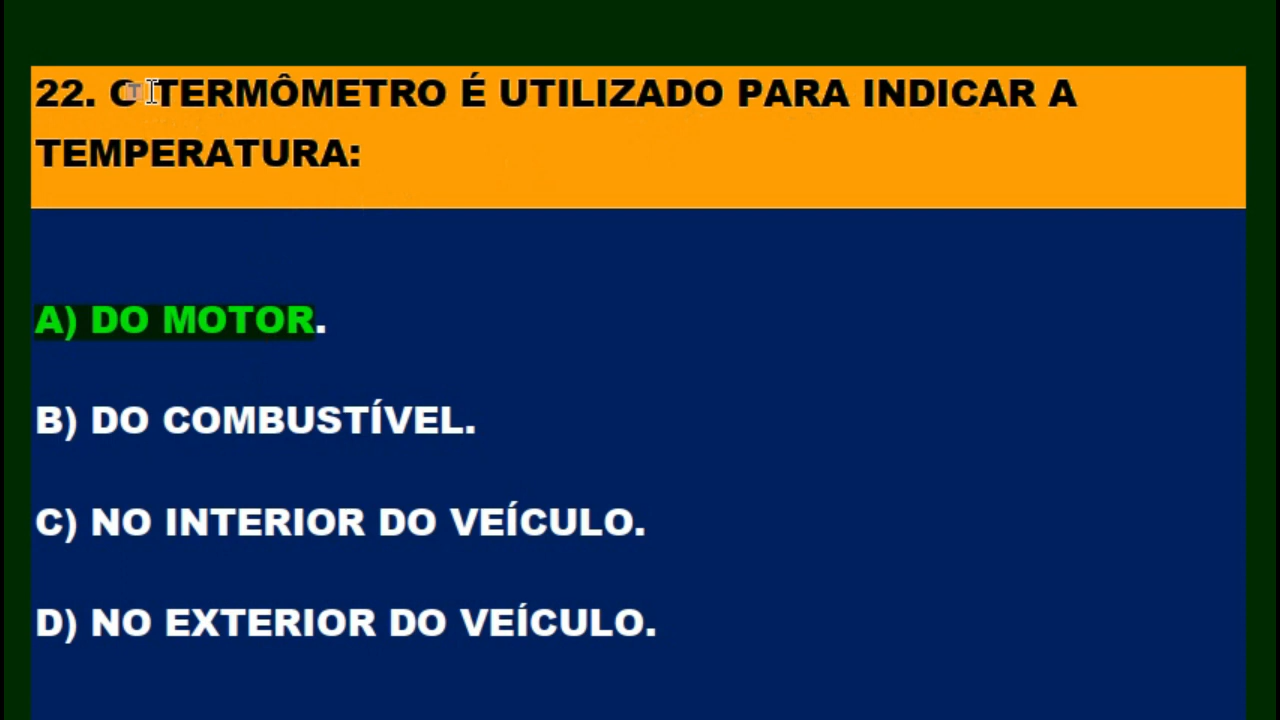 22. O TERMÔMETRO É UTILIZADO PARA INDICAR A
TEMPERATURA:
A) DO MOTOR.
B) DO COMBUSTÍVEL.
C) NO INTERIOR DO VEÍCULO.
D) NO EXTERIOR DO VEÍCULO.